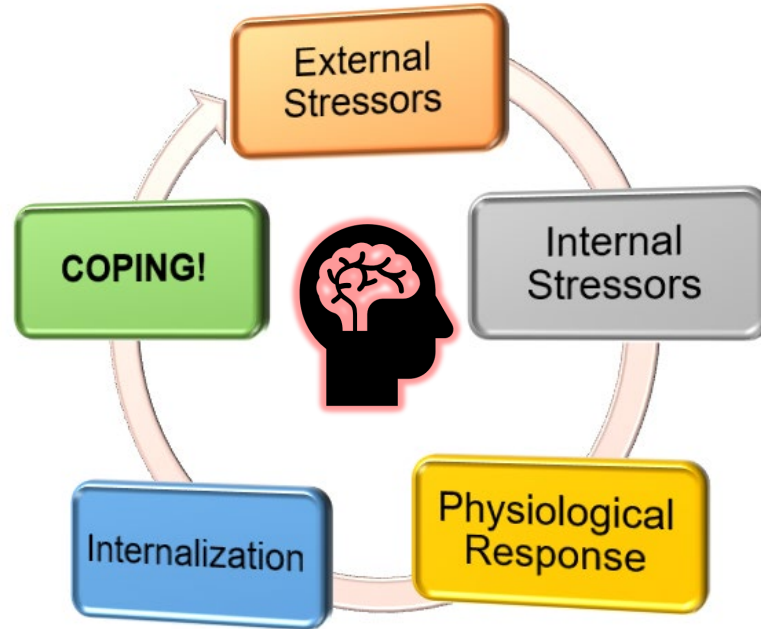 External
Stressors
Internal
Stressors
Physiological
Response
Internalization
COPING!